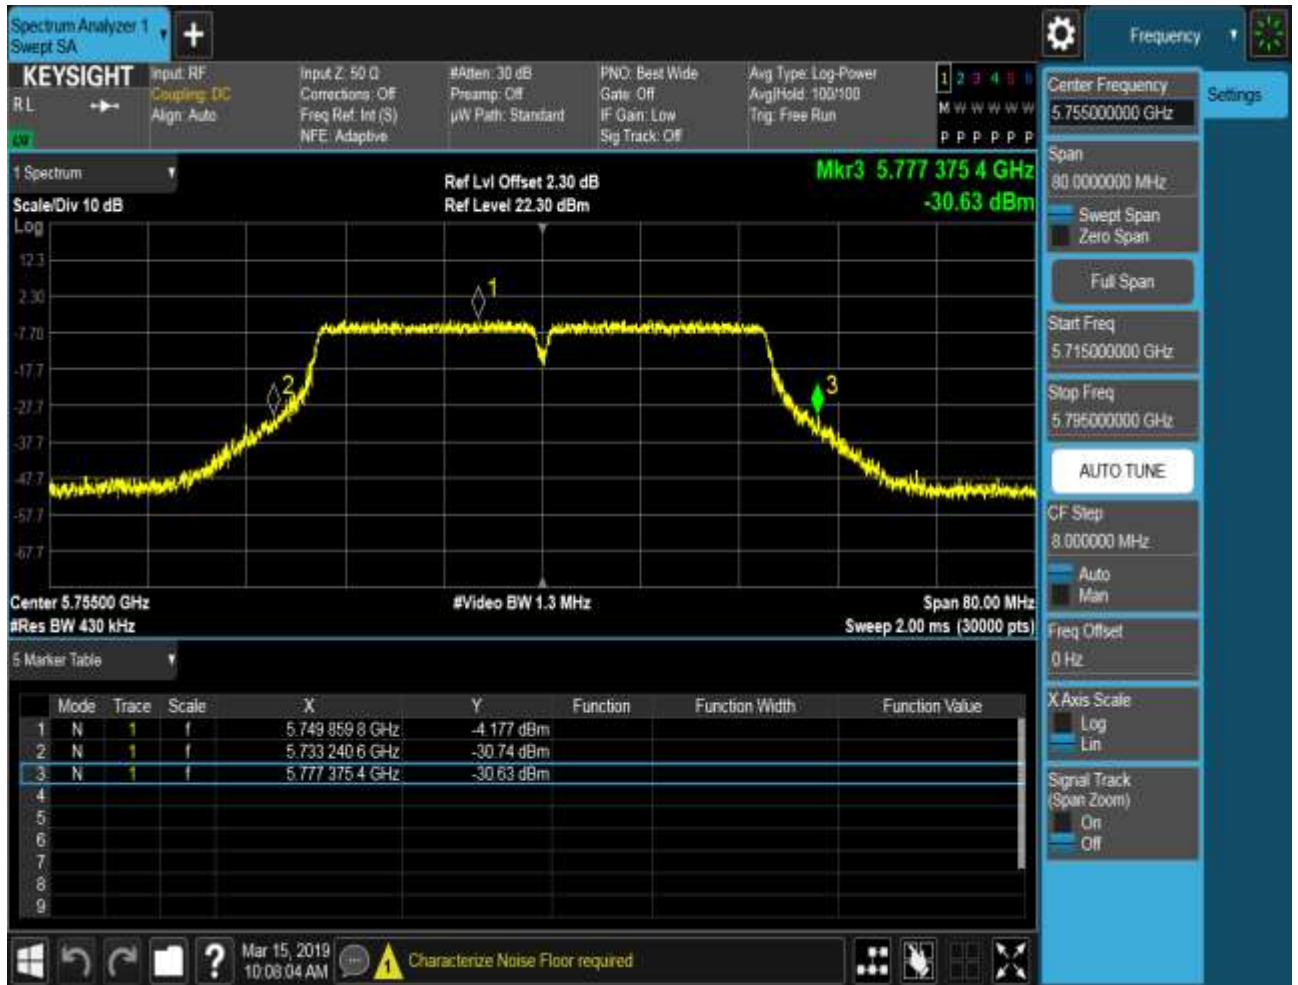 Spectrum Analyzer 1
Swept SA
Frequency
KEYSIGHT
Input: RF
Coupling: DC
Align: Auto
R L
Input Z: 50 Ω
Corrections: Off
Freq Ref: Int (S)
NFE: Adaptive
#Atten: 30 dB
Preamp: Off
µW Path: Standard
PNO: Best Wide
Gate: Off
IF Gain: Low
Sig Track: Off
Avg Type: Log-Power
Avg|Hold: 100/100
Trig: Free Run
1 2 3 4 5 6
M W W W W W
P P P P P P
1 Spectrum
Scale/Div 10 dB
Ref Lvl Offset 2.30 dB
Ref Level 22.30 dBm
Mkr3 5.777 375 4 GHz
-30.63 dBm
Log
12.3
2.30
-7.70
-17.7
-27.7
-37.7
-47.7
-57.7
-67.7
1
2
3
Center 5.75500 GHz
#Video BW 1.3 MHz
Span 80.00 MHz
#Res BW 430 kHz
Sweep 2.00 ms (30000 pts)
5 Marker Table
Mode Trace Scale X Y Function Function Width Function Value
1 N 1 f 5.749 859 8 GHz -4.177 dBm
2 N 1 f 5.733 240 6 GHz -30.74 dBm
3 N 1 f 5.777 375 4 GHz -30.63 dBm
4
5
6
7
8
9
Mar 15, 2019
10:08:04 AM
?
1
Characterize Noise Floor required
Settings
Center Frequency
5.755000000 GHz
Span
80.0000000 MHz
Swept Span
Zero Span
Full Span
Start Freq
5.715000000 GHz
Stop Freq
5.795000000 GHz
AUTO TUNE
CF Step
8.000000 MHz
Auto
Man
Freq Offset
0 Hz
X Axis Scale
Log
Lin
Signal Track
(Span Zoom)
On
Off